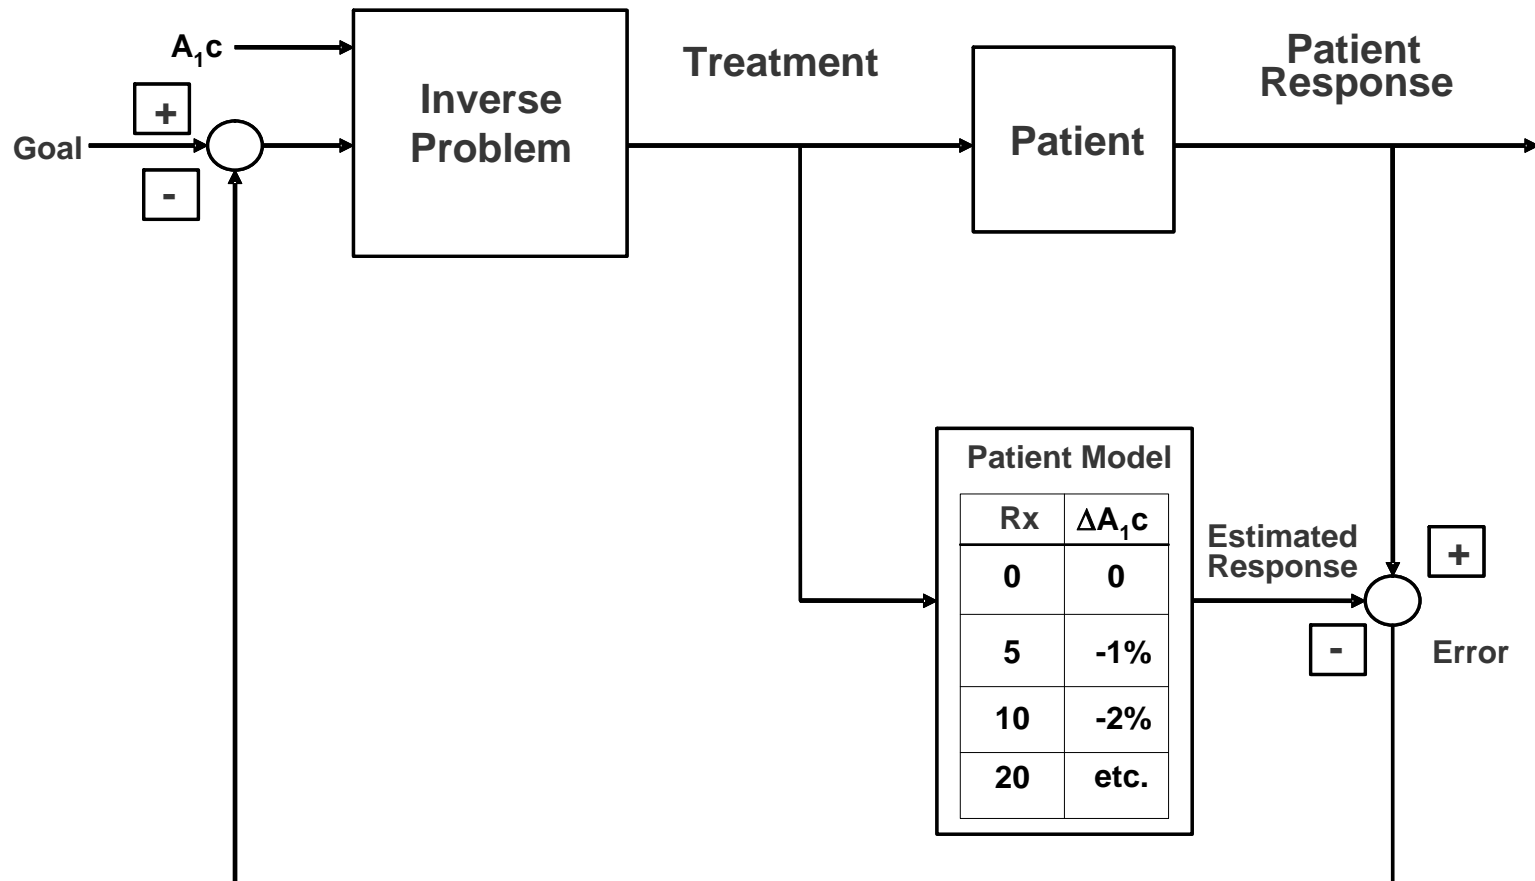 A₁c
Goal
+
-
Inverse
Problem
Treatment
Patient
Patient
Response
Patient Model
Rx ΔA₁c
0 0
5 -1%
10 -2%
20 etc.
Estimated
Response
+
-
Error